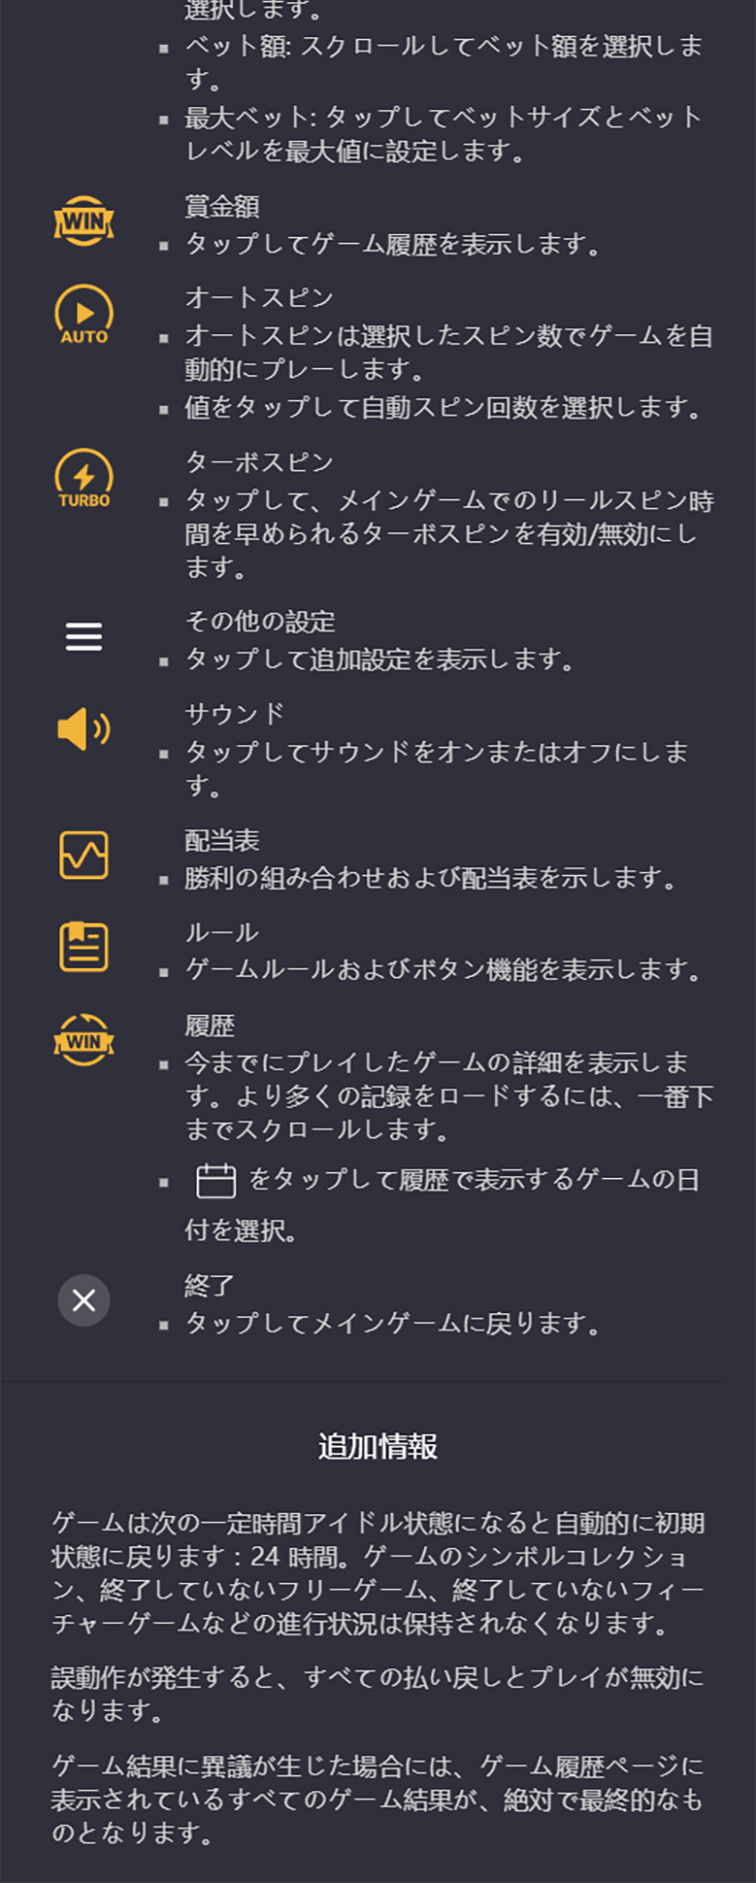 選択します。
▪ ベット額: スクロールしてベット額を選択しま
す。
▪ 最大ベット: タップしてベットサイズとベット
レベルを最大値に設定します。
WIN
賞金額
▪ タップしてゲーム履歴を表示します。
AUTO
オートスピン
▪ オートスピンは選択したスピン数でゲームを自
動的にプレーします。
▪ 値をタップして自動スピン回数を選択します。
TURBO
ターボスピン
▪ タップして、メインゲームでのリールスピン時
間を早められるターボスピンを有効/無効にし
ます。
その他の設定
▪ タップして追加設定を表示します。
サウンド
▪ タップしてサウンドをオンまたはオフにしま
す。
配当表
▪ 勝利の組み合わせおよび配当表を示します。
ルール
▪ ゲームルールおよびボタン機能を表示します。
WIN
履歴
▪ 今までにプレイしたゲームの詳細を表示しま
す。より多くの記録をロードするには、一番下
までスクロールします。
▪ をタップして履歴で表示するゲームの日
付を選択。
終了
▪ タップしてメインゲームに戻ります。
追加情報
ゲームは次の一定時間アイドル状態になると自動的に初期
状態に戻ります：24 時間。ゲームのシンボルコレクショ
ン、終了していないフリーゲーム、終了していないフィー
チャーゲームなどの進行状況は保持されなくなります。
誤動作が発生すると、すべての払い戻しとプレイが無効に
なります。
ゲーム結果に異議が生じた場合には、ゲーム履歴ページに
表示されているすべてのゲーム結果が、絶対で最終的なも
のとなります。